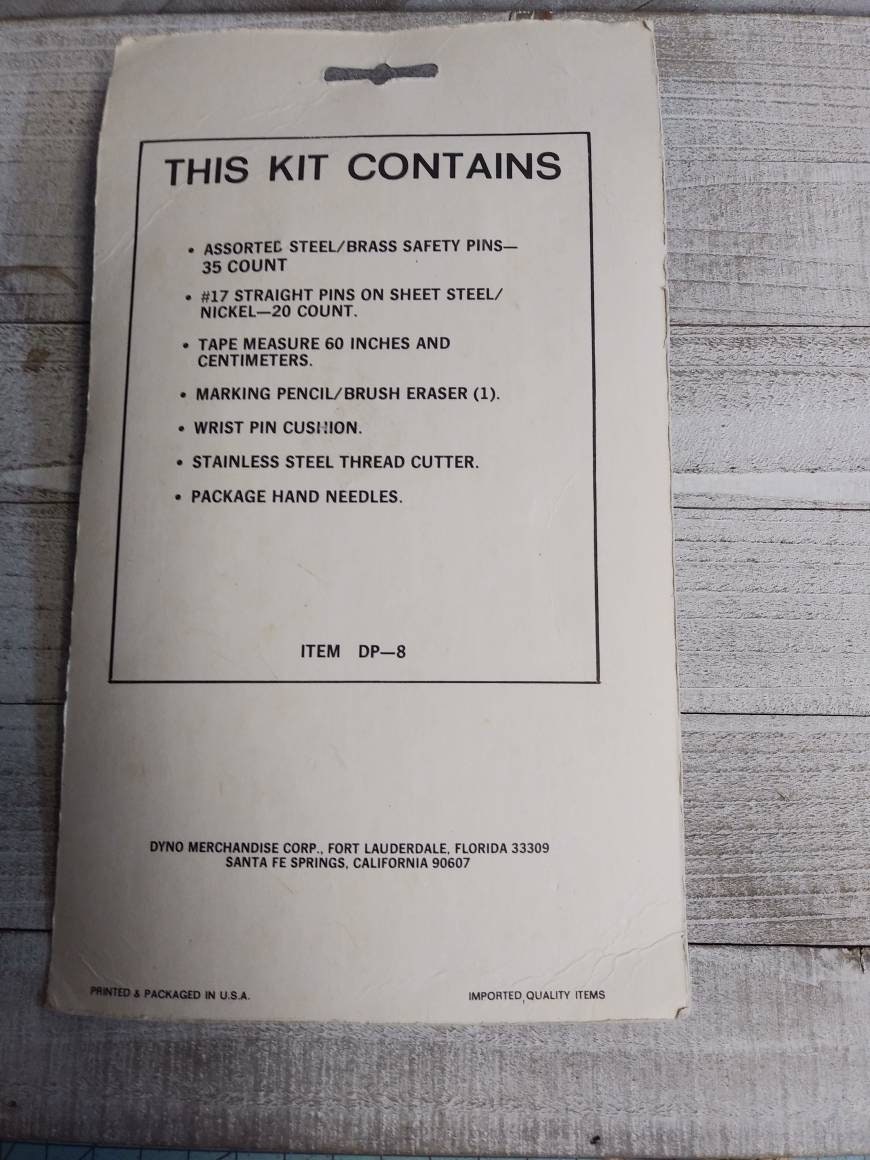 THIS KIT CONTAINS
• ASSORTED STEEL/BRASS SAFETY PINS—
35 COUNT
• #17 STRAIGHT PINS ON SHEET STEEL/
NICKEL—20 COUNT.
• TAPE MEASURE 60 INCHES AND
CENTIMETERS.
• MARKING PENCIL/BRUSH ERASER (1).
• WRIST PIN CUSHION.
• STAINLESS STEEL THREAD CUTTER.
• PACKAGE HAND NEEDLES.
ITEM DP—8
DYNO MERCHANDISE CORP., FORT LAUDERDALE, FLORIDA 33309
SANTA FE SPRINGS, CALIFORNIA 90607
PRINTED & PACKAGED IN U.S.A.
IMPORTED QUALITY ITEMS